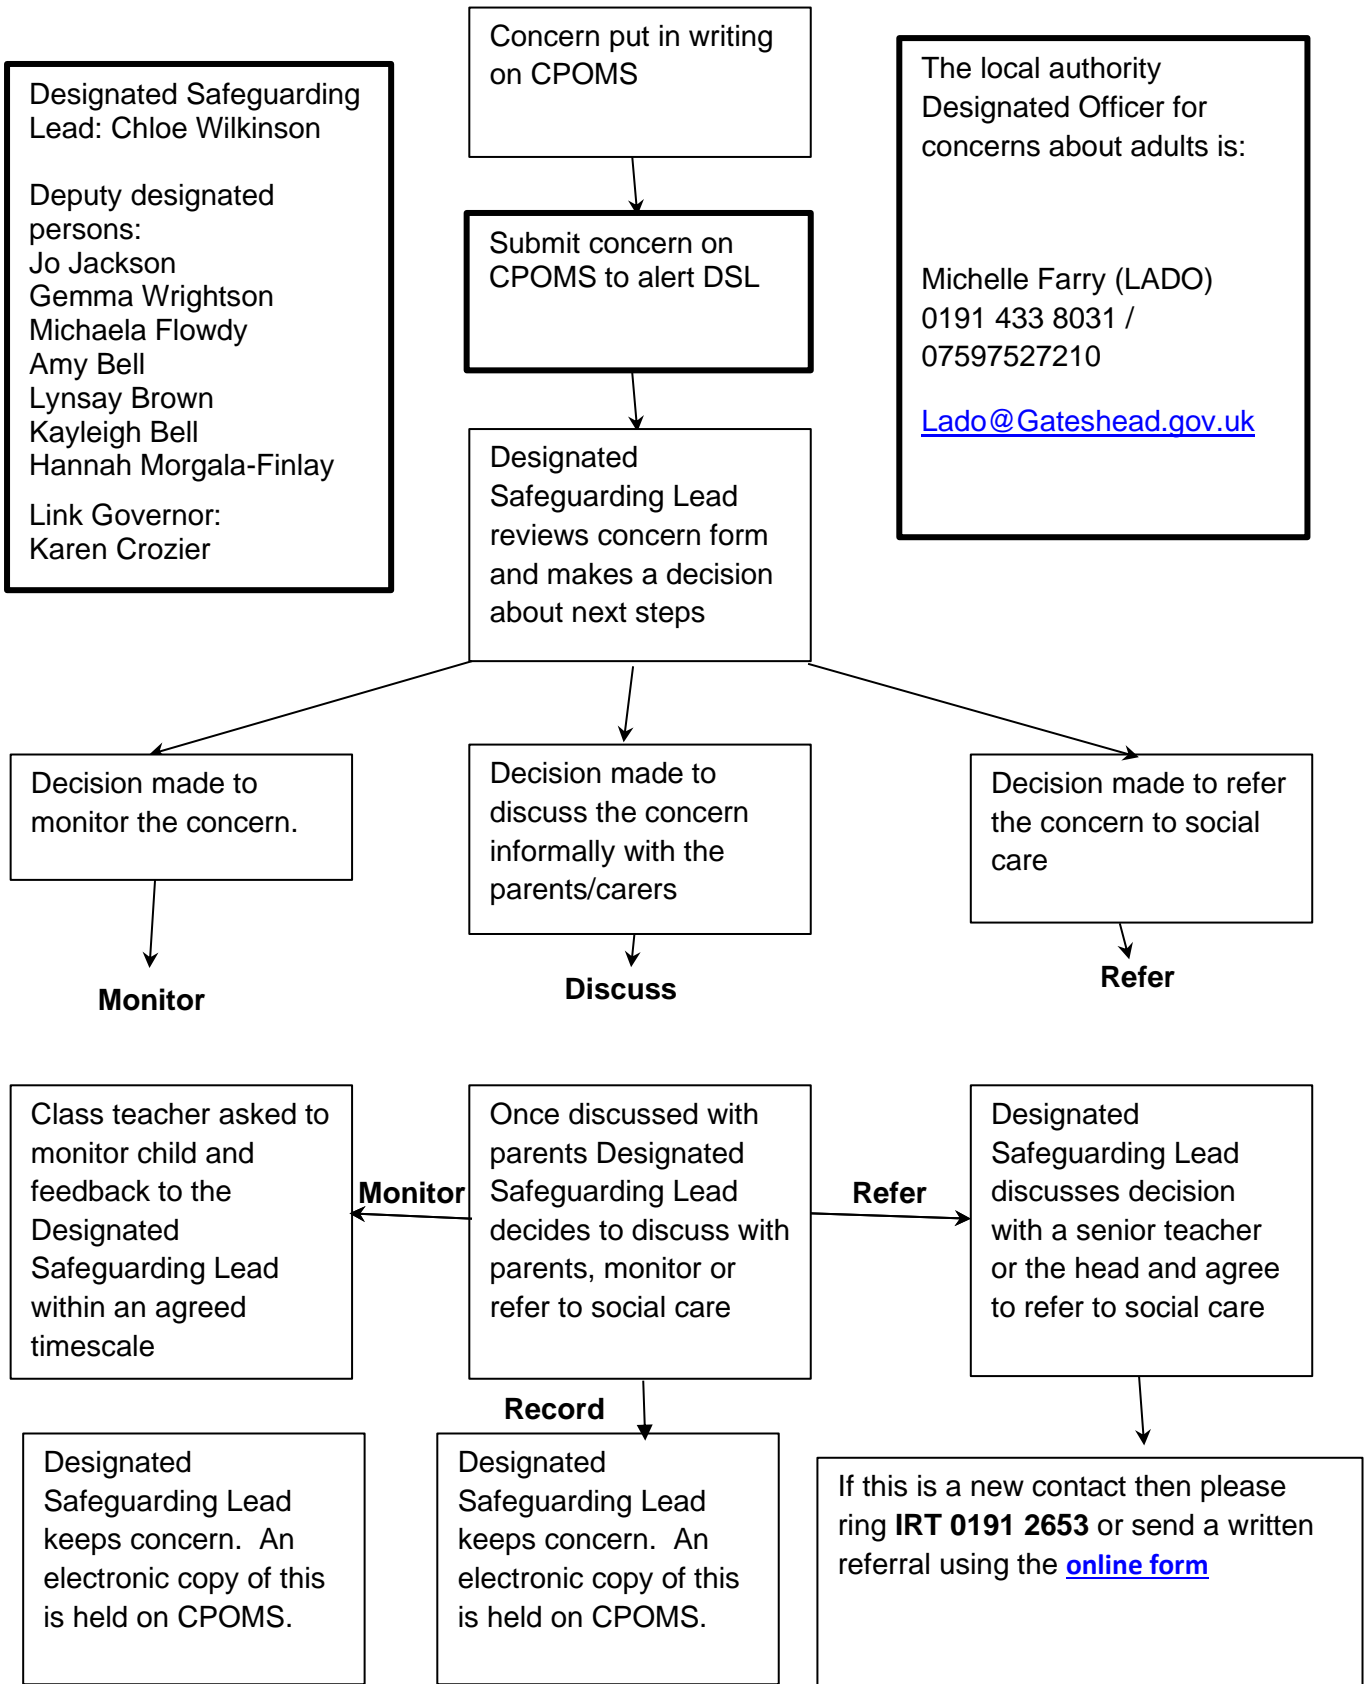 Concern put in writing
on CPOMS
Designated Safeguarding
Lead: Chloe Wilkinson
Deputy designated
persons:
Jo Jackson
Gemma Wrightson
Michaela Flowdy
Amy Bell
Lynsay Brown
Kayleigh Bell
Hannah Morgala-Finlay
Link Governor:
Karen Crozier
The local authority
Designated Officer for
concerns about adults is:
Michelle Farry (LADO)
0191 433 8031 /
07597527210
Lado@Gateshead.gov.uk
Submit concern on
CPOMS to alert DSL
Designated
Safeguarding Lead
reviews concern form
and makes a decision
about next steps
Decision made to
monitor the concern.
Decision made to
discuss the concern
informally with the
parents/carers
Decision made to refer
the concern to social
care
Monitor
Discuss
Refer
Class teacher asked to
monitor child and
feedback to the
Designated
Safeguarding Lead
within an agreed
timescale
Monitor
Once discussed with
parents Designated
Safeguarding Lead
decides to discuss with
parents, monitor or
refer to social care
Refer
Designated
Safeguarding Lead
discusses decision
with a senior teacher
or the head and agree
to refer to social care
Record
Designated
Safeguarding Lead
keeps concern.  An
electronic copy of this
is held on CPOMS.
Designated
Safeguarding Lead
keeps concern.  An
electronic copy of this
is held on CPOMS.
If this is a new contact then please
ring IRT 0191 2653 or send a written
referral using the online form